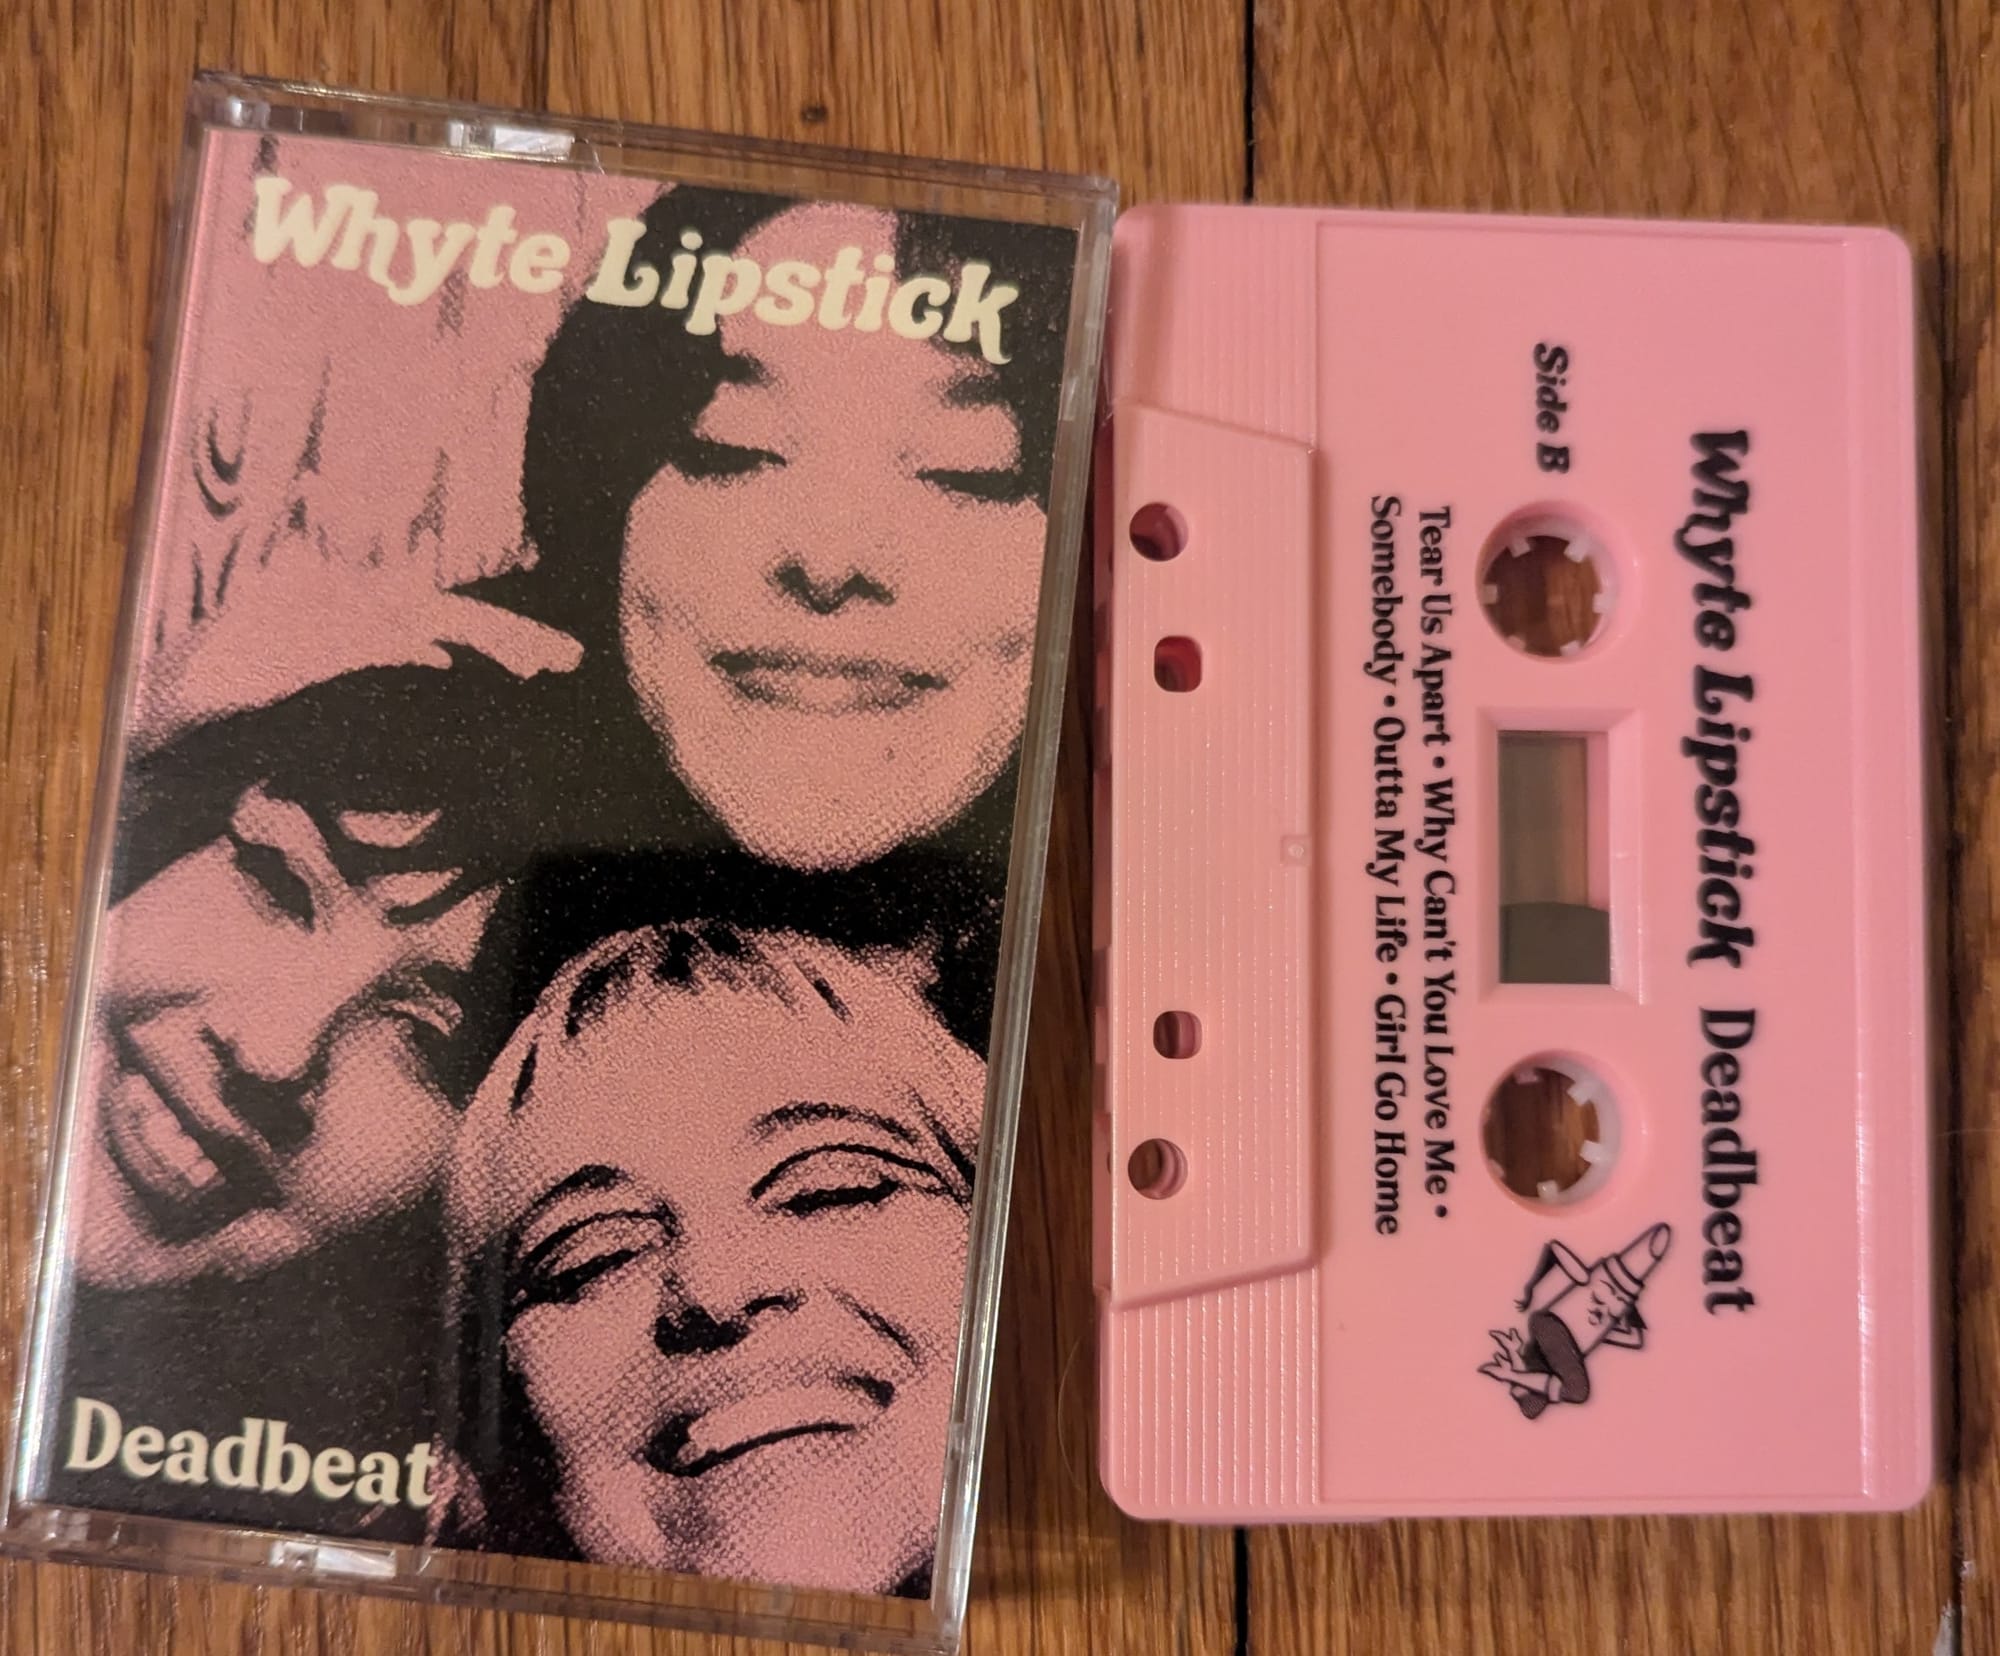 Whyte Lipstick
Deadbeat
Whyte Lipstick Deadbeat
Side B
Tear Us Apart • Why Can't You Love Me •
Somebody • Outta My Life • Girl Go Home